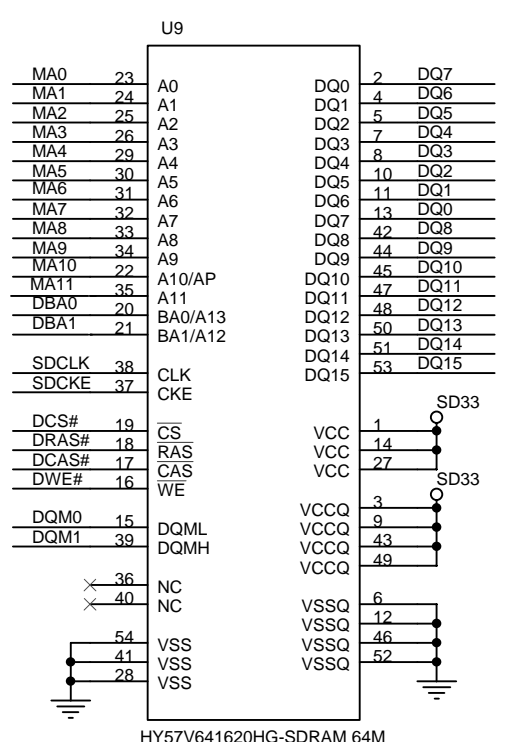 U9
MA0 23 A0 DQ0 2 DQ7
MA1 24 A1 DQ1 4 DQ6
MA2 25 A2 DQ2 5 DQ5
MA3 26 A3 DQ3 7 DQ4
MA4 29 A4 DQ4 8 DQ3
MA5 30 A5 DQ5 10 DQ2
MA6 31 A6 DQ6 11 DQ1
MA7 32 A7 DQ7 13 DQ0
MA8 33 A8 DQ8 42 DQ8
MA9 34 A9 DQ9 44 DQ9
MA10 22 A10/AP DQ10 45 DQ10
MA11 35 A11 DQ11 47 DQ11
DBA0 20 BA0/A13 DQ12 48 DQ12
DBA1 21 BA1/A12 DQ13 50 DQ13
DQ14 51 DQ14
SDCLK 38 CLK DQ15 53 DQ15
SDCKE 37 CKE
SD33
DCS# 19 CS VCC 1
DRAS# 18 RAS VCC 14
DCAS# 17 CAS VCC 27
DWE# 16 WE SD33
VCCQ 3
DQM0 15 DQML VCCQ 9
DQM1 39 DQMH VCCQ 43
VCCQ 49
36 NC
40 NC VSSQ 6
VSSQ 12
54 VSS VSSQ 46
41 VSS VSSQ 52
28 VSS
HY57V641620HG-SDRAM 64M